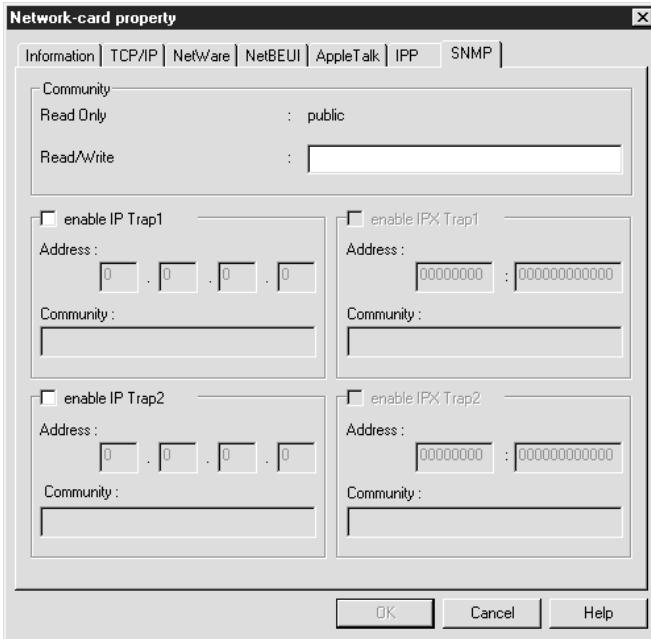 Network-card property
Information TCP/IP NetWare NetBEUI AppleTalk IPP SNMP
Community
Read Only : public
Read/Write :
enable IP Trap1
Address :
0 . 0 . 0 . 0
Community :
enable IPX Trap1
Address :
00000000 : 000000000000
Community :
enable IP Trap2
Address :
0 . 0 . 0 . 0
Community :
enable IPX Trap2
Address :
00000000 : 000000000000
Community :
OK Cancel Help